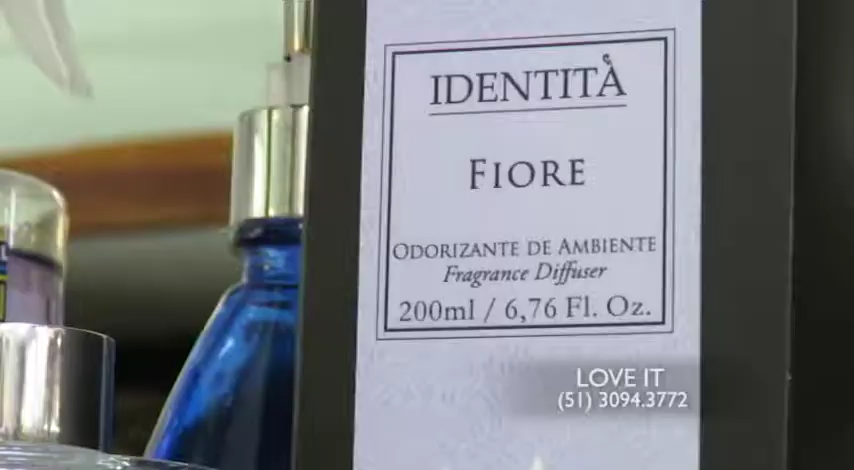 IDENTITÀ
FIORE
ODORIZANTE DE AMBIENTE
Fragrance Diffuser
200ml / 6,76 Fl. Oz.
LOVE IT
(51) 3094.3772